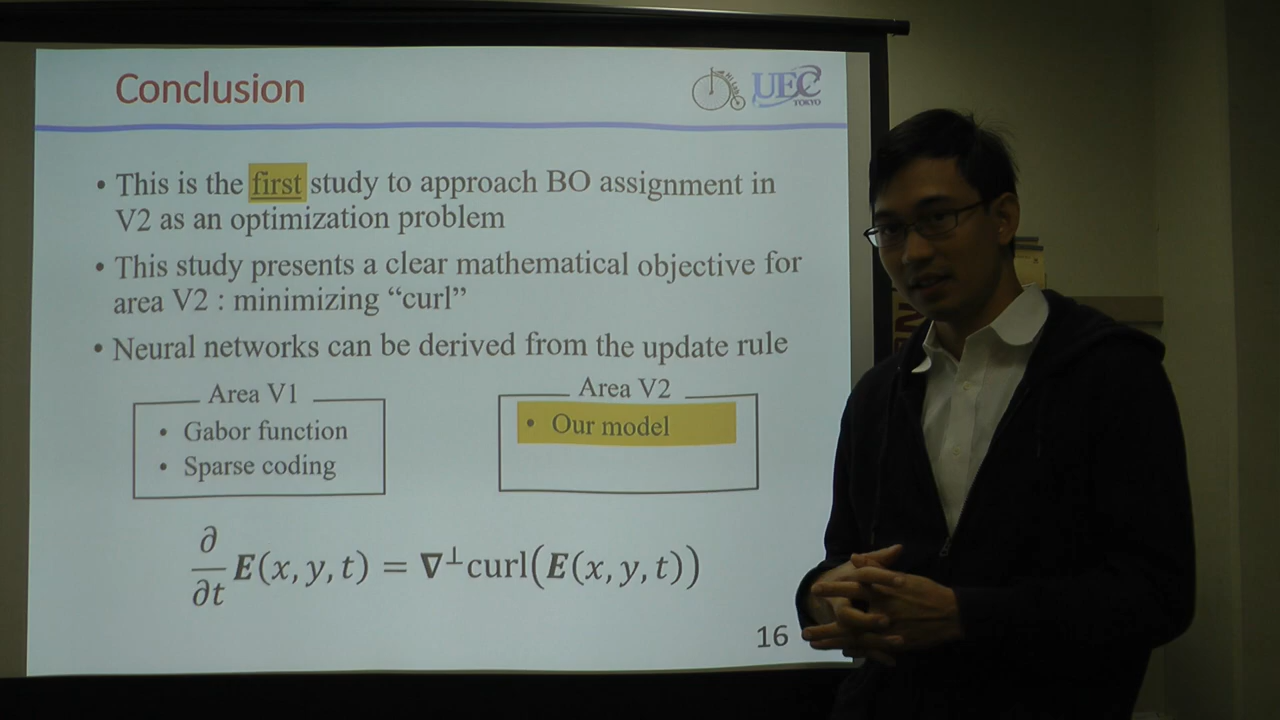 Conclusion
UEC
TOKYO
• This is the first study to approach BO assignment in
V2 as an optimization problem
• This study presents a clear mathematical objective for
area V2 : minimizing “curl”
• Neural networks can be derived from the update rule
Area V1
• Gabor function
• Sparse coding
Area V2
• Our model
∂/∂t E(x, y, t) = ∇⊥curl(E(x, y, t))
16